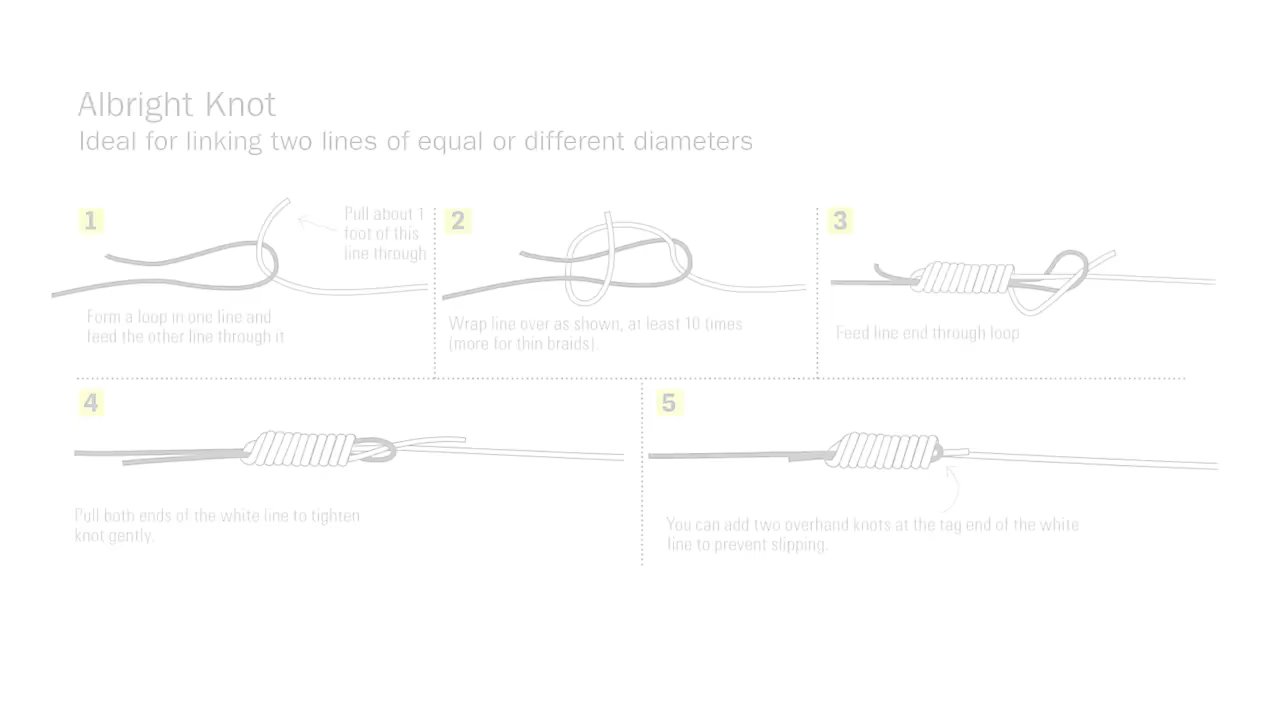 Albright Knot
Ideal for linking two lines of equal or different diameters
1
Pull about 1
foot of this
line through
Form a loop in one line and
feed the other line through it
2
Wrap line over as shown, at least 10 times
(more for thin braids).
3
Feed line end through loop
4
Pull both ends of the white line to tighten
knot gently.
5
You can add two overhand knots at the tag end of the white
line to prevent slipping.